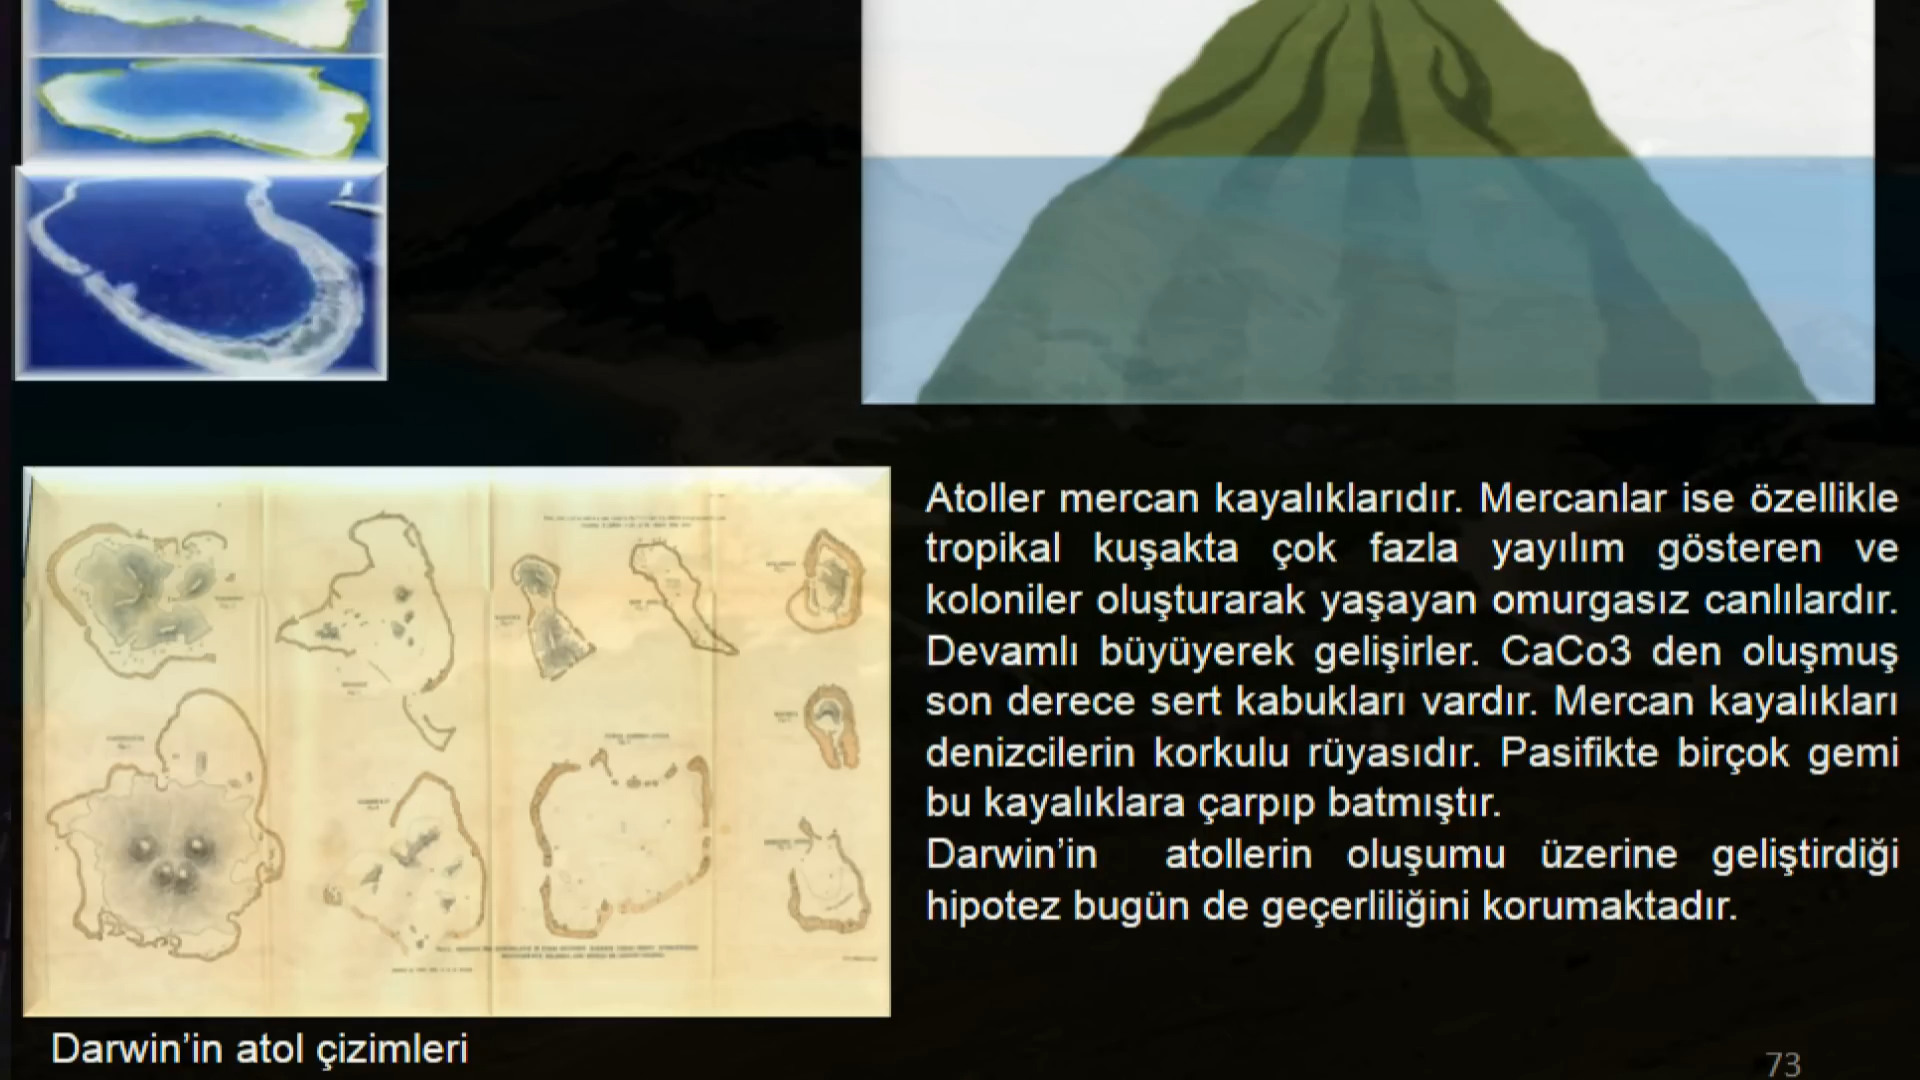 Atoller mercan kayalıklarıdır. Mercanlar ise özellikle
tropikal kuşakta çok fazla yayılım gösteren ve
koloniler oluşturarak yaşayan omurgasız canlılardır.
Devamlı büyüyerek gelişirler. CaCo3 den oluşmuş
son derece sert kabukları vardır. Mercan kayalıkları
denizcilerin korkulu rüyasıdır. Pasifikte birçok gemi
bu kayalıklara çarpıp batmıştır.
Darwin’in atollerin oluşumu üzerine geliştirdiği
hipotez bugün de geçerliliğini korumaktadır.
Darwin’in atol çizimleri
73